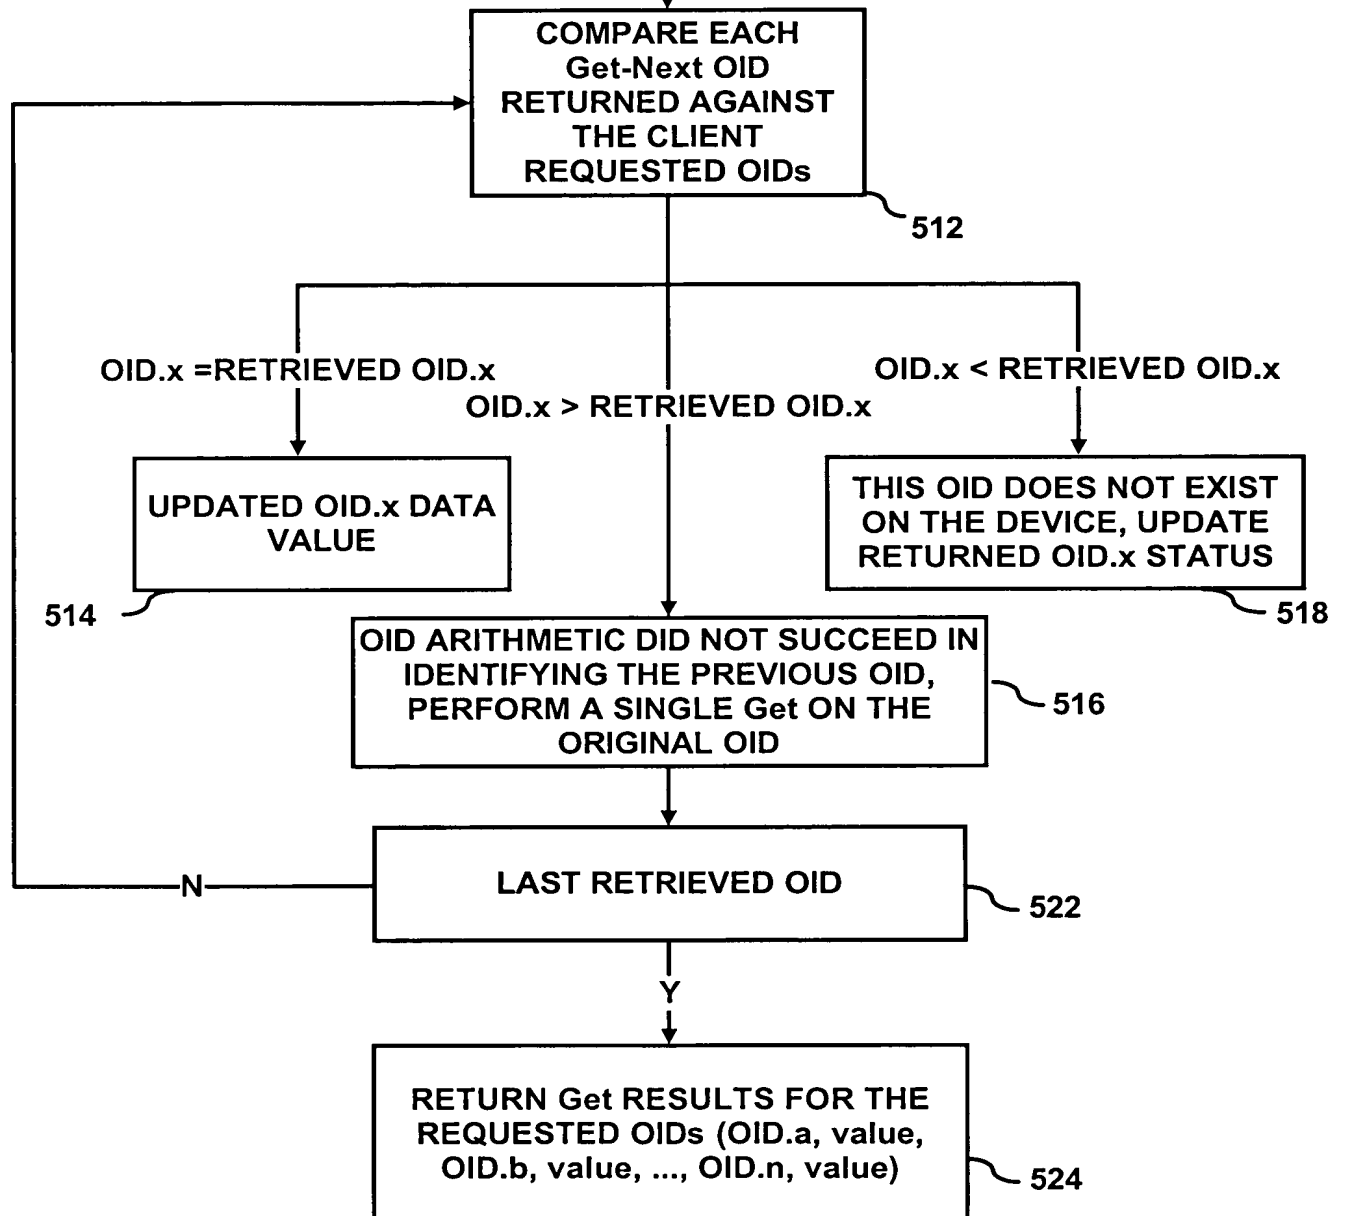 COMPARE EACH
Get-Next OID
RETURNED AGAINST
THE CLIENT
REQUESTED OIDs
512
OID.x =RETRIEVED OID.x
OID.x > RETRIEVED OID.x
OID.x < RETRIEVED OID.x
UPDATED OID.x DATA
VALUE
514
THIS OID DOES NOT EXIST
ON THE DEVICE, UPDATE
RETURNED OID.x STATUS
518
OID ARITHMETIC DID NOT SUCCEED IN
IDENTIFYING THE PREVIOUS OID,
PERFORM A SINGLE Get ON THE
ORIGINAL OID
516
LAST RETRIEVED OID
522
N
Y
RETURN Get RESULTS FOR THE
REQUESTED OIDs (OID.a, value,
OID.b, value, ..., OID.n, value)
524